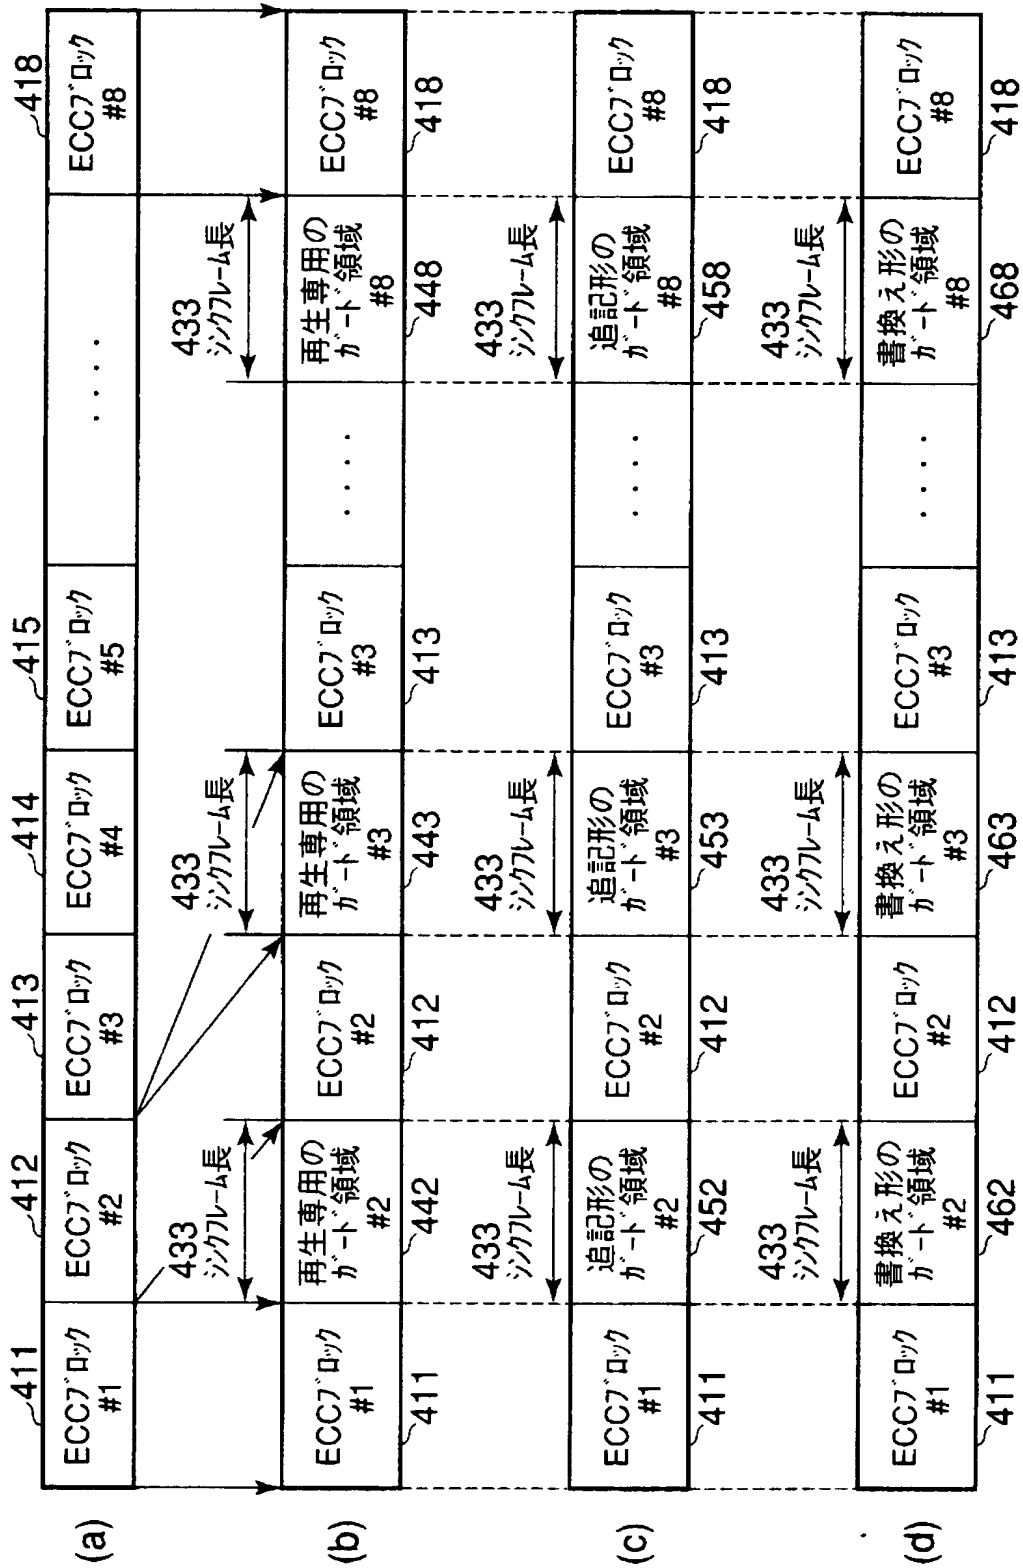 (a)
411
ECCﾌﾞﾛｯｸ
#1
412
ECCﾌﾞﾛｯｸ
#2
413
ECCﾌﾞﾛｯｸ
#3
414
ECCﾌﾞﾛｯｸ
#4
415
ECCﾌﾞﾛｯｸ
#5
・・・・
418
ECCﾌﾞﾛｯｸ
#8
433
ｼﾝｸﾌﾚｰﾑ長
433
ｼﾝｸﾌﾚｰﾑ長
433
ｼﾝｸﾌﾚｰﾑ長
(b)
ECCﾌﾞﾛｯｸ
#1
411
再生専用の
ｶﾞｰﾄﾞ領域
#2
442
ECCﾌﾞﾛｯｸ
#2
412
再生専用の
ｶﾞｰﾄﾞ領域
#3
443
ECCﾌﾞﾛｯｸ
#3
413
・・・・
再生専用の
ｶﾞｰﾄﾞ領域
#8
448
ECCﾌﾞﾛｯｸ
#8
418
433
ｼﾝｸﾌﾚｰﾑ長
433
ｼﾝｸﾌﾚｰﾑ長
433
ｼﾝｸﾌﾚｰﾑ長
(c)
ECCﾌﾞﾛｯｸ
#1
411
追記形の
ｶﾞｰﾄﾞ領域
#2
452
ECCﾌﾞﾛｯｸ
#2
412
追記形の
ｶﾞｰﾄﾞ領域
#3
453
ECCﾌﾞﾛｯｸ
#3
413
・・・・
追記形の
ｶﾞｰﾄﾞ領域
#8
458
ECCﾌﾞﾛｯｸ
#8
418
433
ｼﾝｸﾌﾚｰﾑ長
433
ｼﾝｸﾌﾚｰﾑ長
433
ｼﾝｸﾌﾚｰﾑ長
(d)
ECCﾌﾞﾛｯｸ
#1
411
書換え形の
ｶﾞｰﾄﾞ領域
#2
462
ECCﾌﾞﾛｯｸ
#2
412
書換え形の
ｶﾞｰﾄﾞ領域
#3
463
ECCﾌﾞﾛｯｸ
#3
413
・・・・
書換え形の
ｶﾞｰﾄﾞ領域
#8
468
ECCﾌﾞﾛｯｸ
#8
418